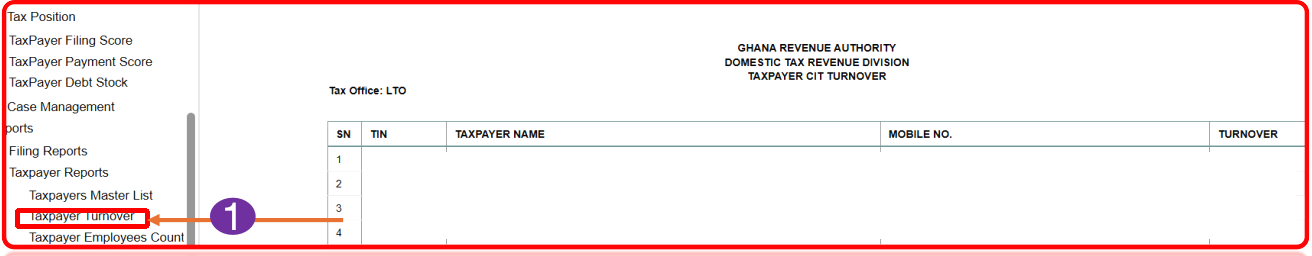 Tax Position
TaxPayer Filing Score
TaxPayer Payment Score
TaxPayer Debt Stock
Case Management
ports
Filing Reports
Taxpayer Reports
Taxpayers Master List
Taxpayer Turnover
Taxpayer Employees Count
1
GHANA REVENUE AUTHORITY
DOMESTIC TAX REVENUE DIVISION
TAXPAYER CIT TURNOVER
Tax Office: LTO
SN TIN TAXPAYER NAME MOBILE NO. TURNOVER
1
2
3
4